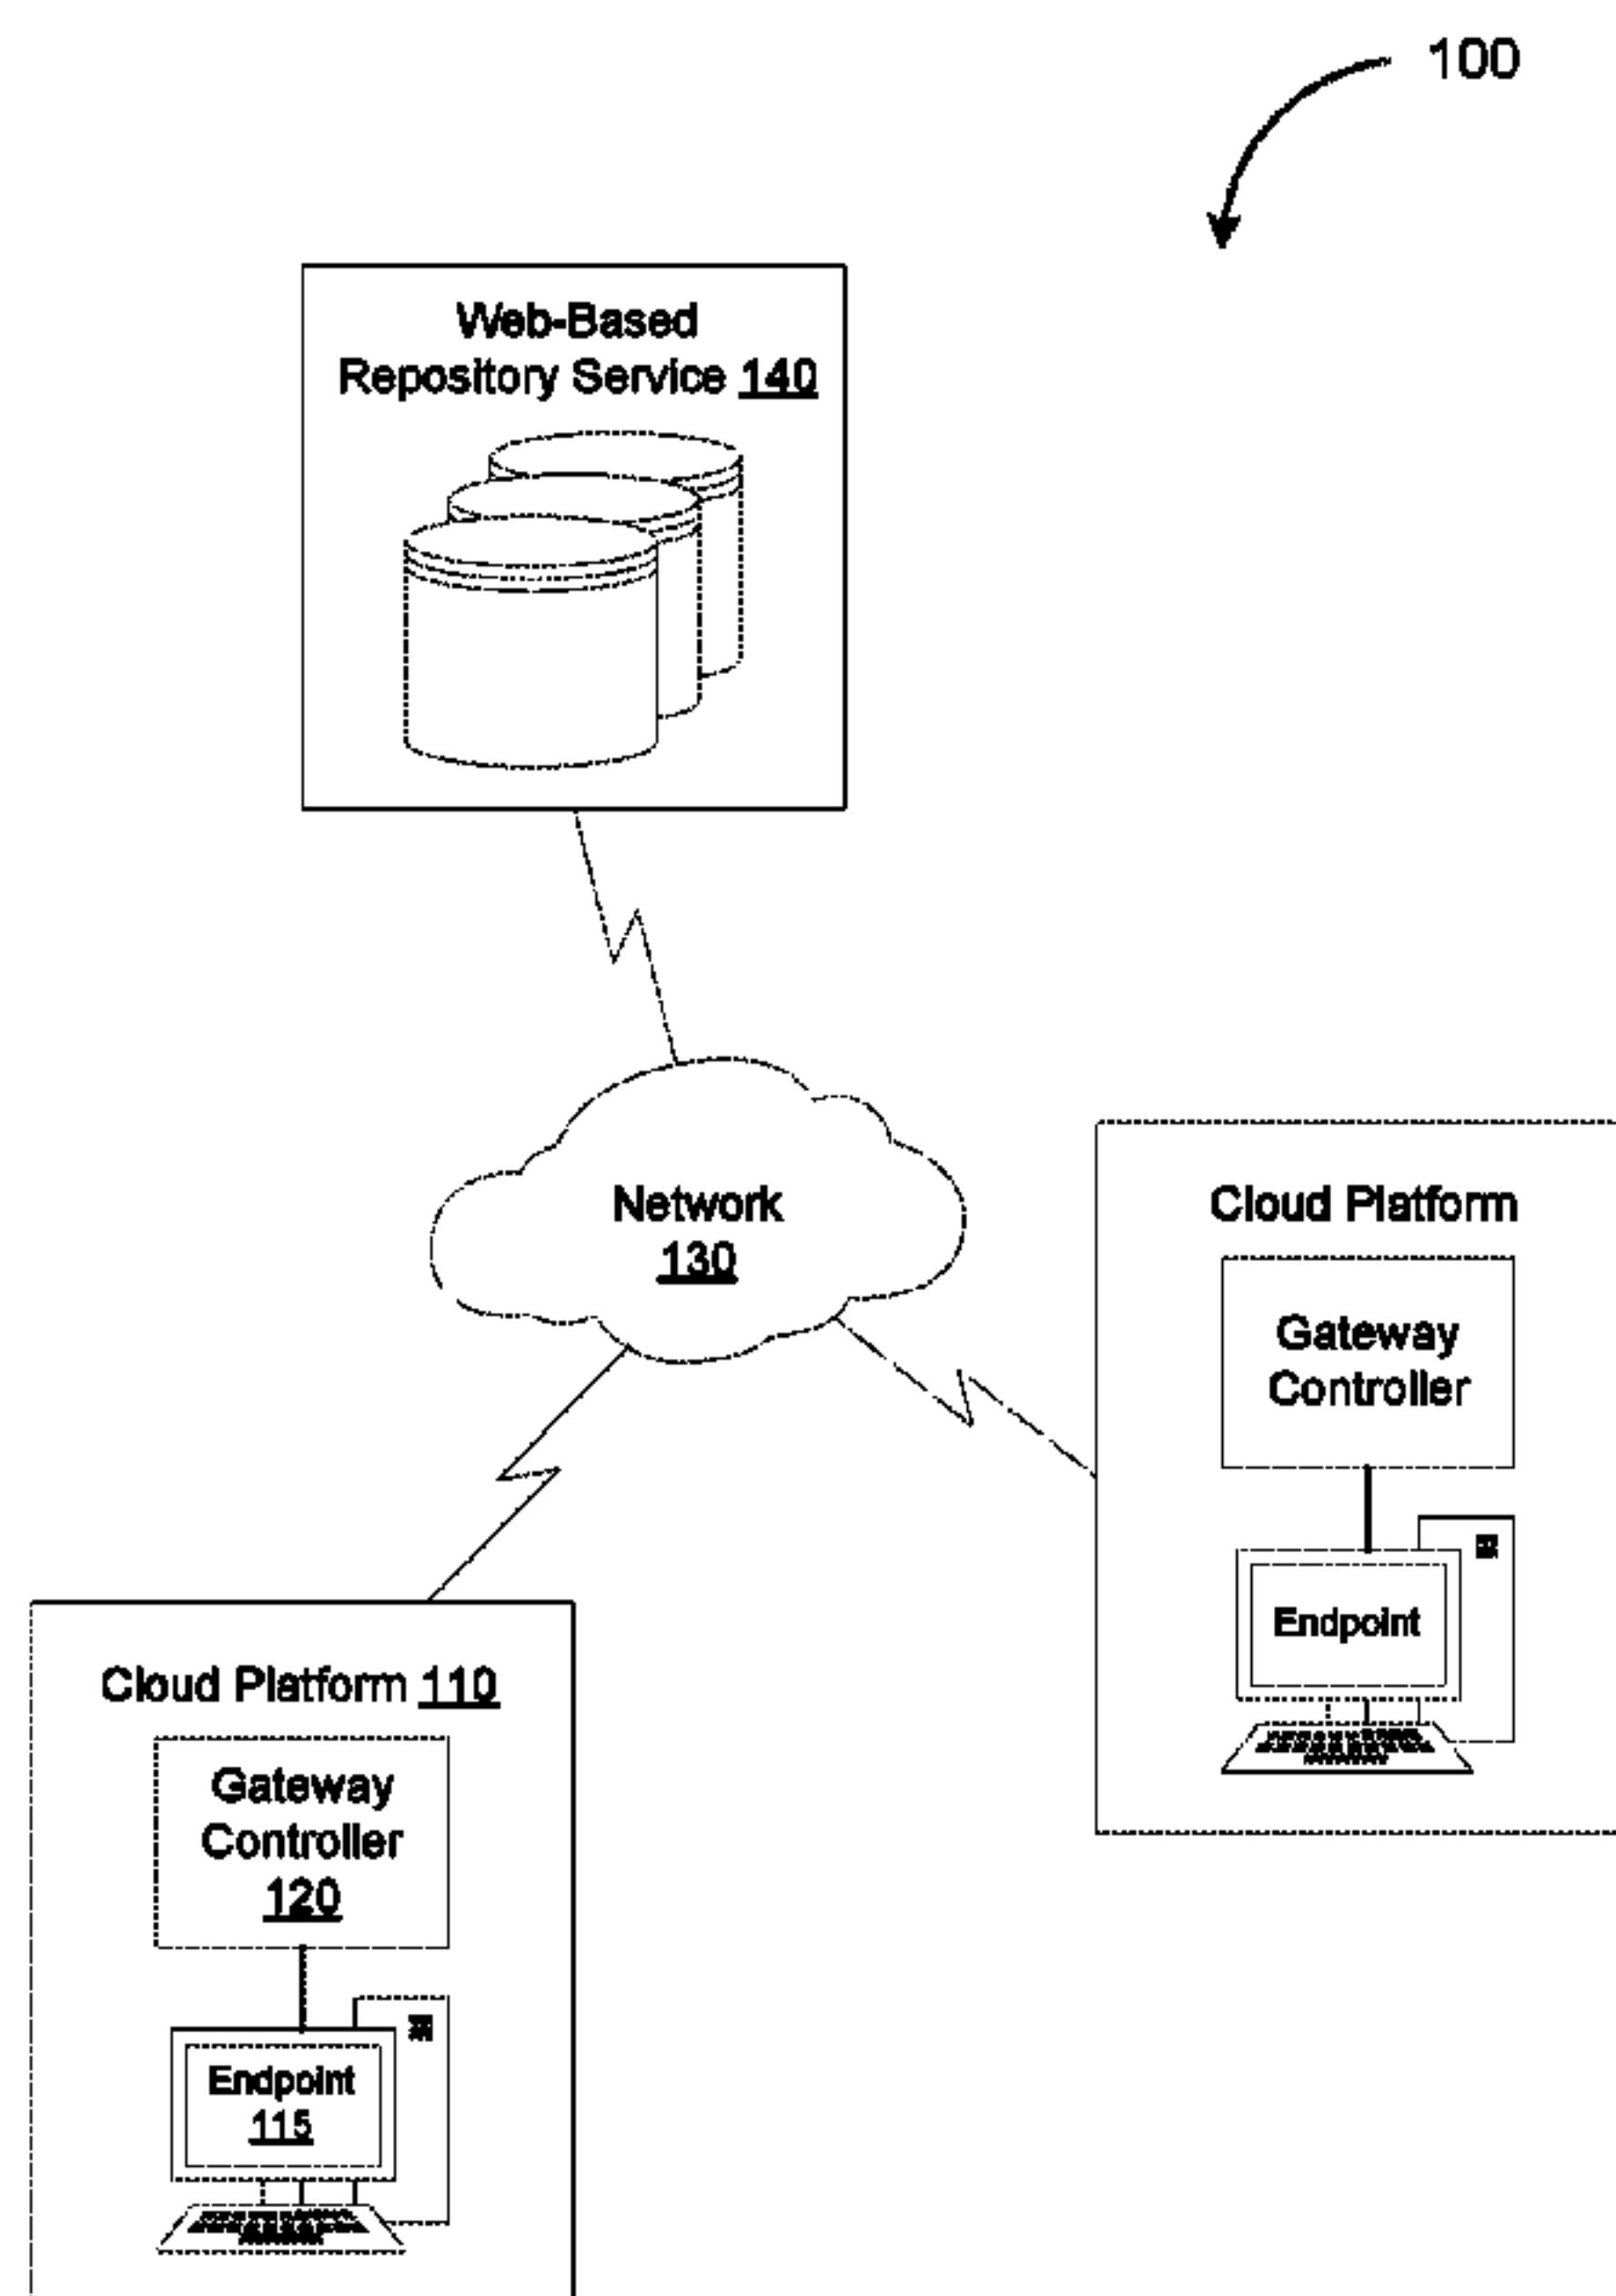 100
Web-Based
Repository Service 140
Network
130
Cloud Platform
Gateway
Controller
Endpoint
Cloud Platform 110
Gateway
Controller
120
Endpoint
115